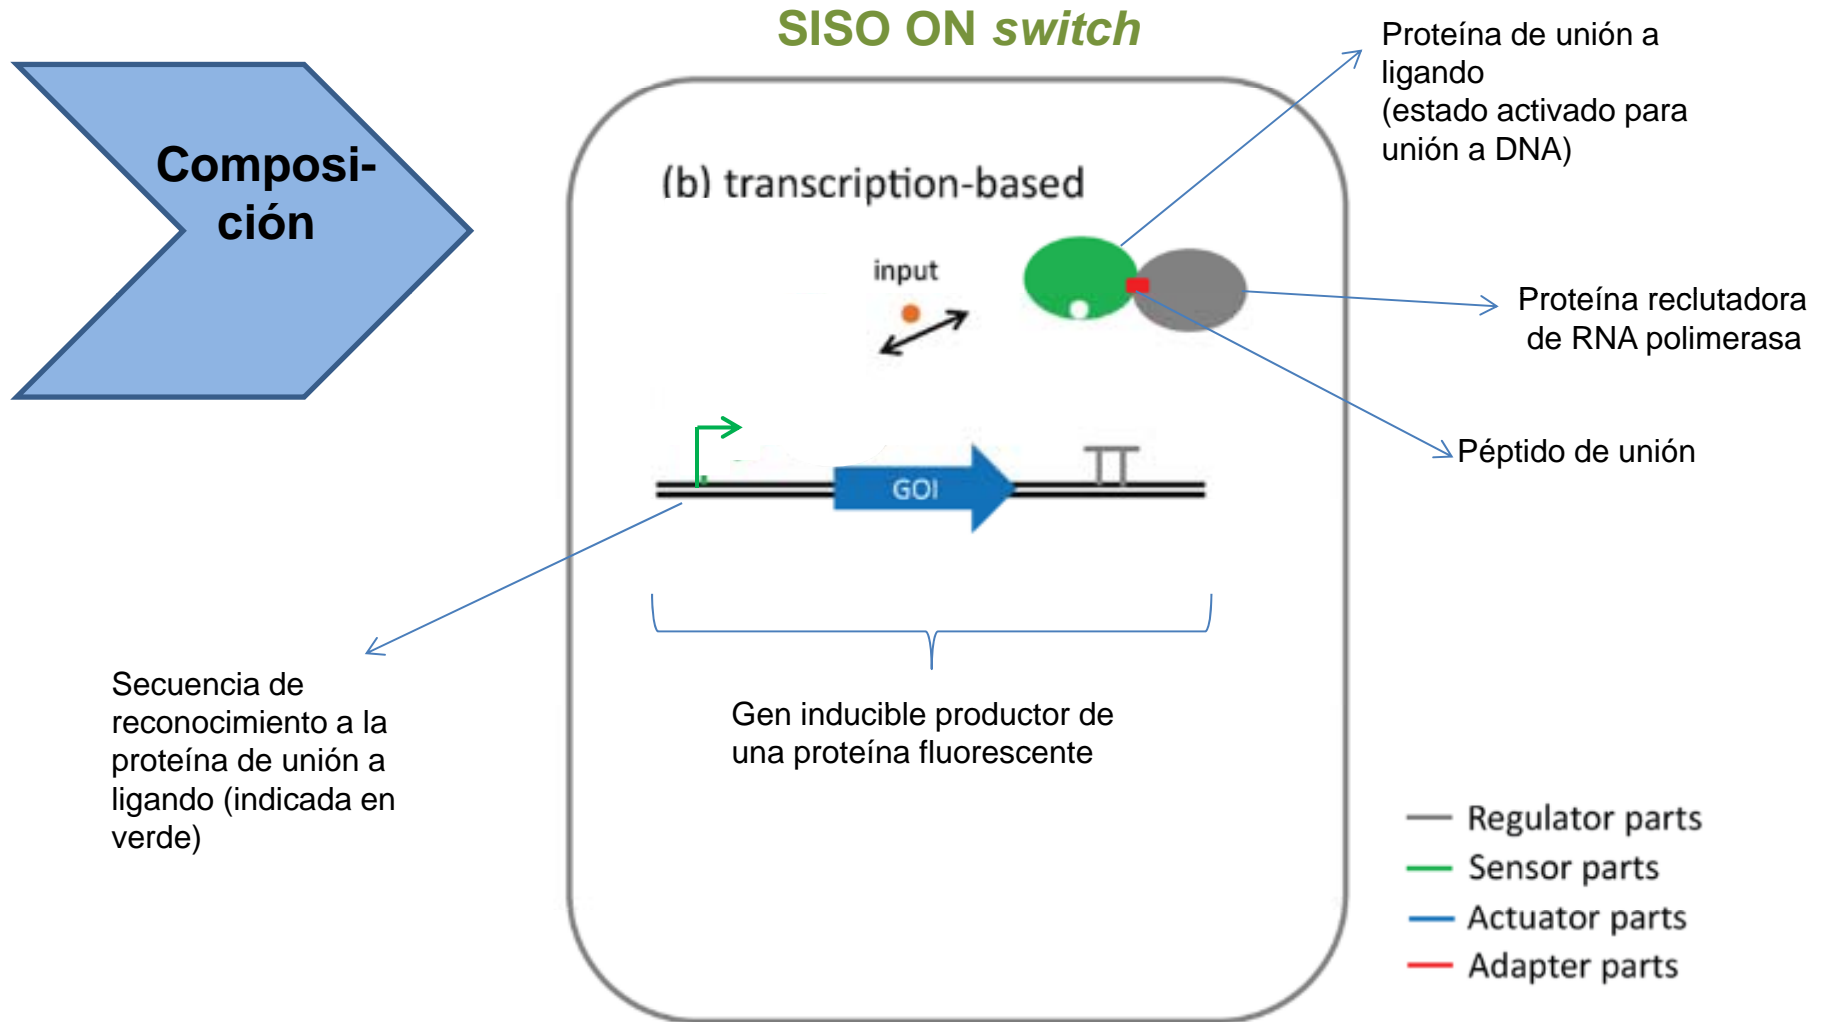 SISO ON switch
Composi-
ción
Proteína de unión a
ligando
(estado activado para
unión a DNA)
(b) transcription-based
input
Proteína reclutadora
de RNA polimerasa
Péptido de unión
GOI
Secuencia de
reconocimiento a la
proteína de unión a
ligando (indicada en
verde)
Gen inducible productor de
una proteína fluorescente
Regulator parts
Sensor parts
Actuator parts
Adapter parts